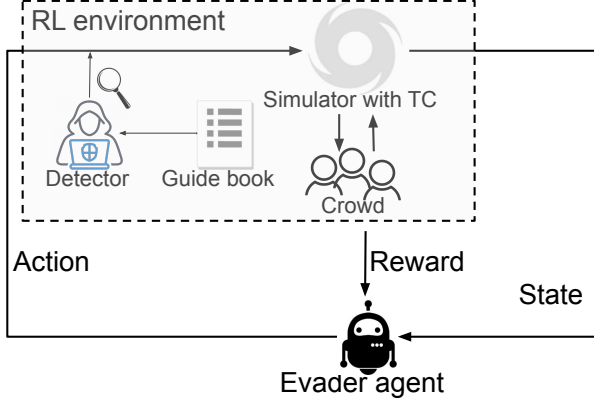 RL environment
Simulator with TC
Detector
Guide book
Crowd
Action
Reward
State
Evader agent